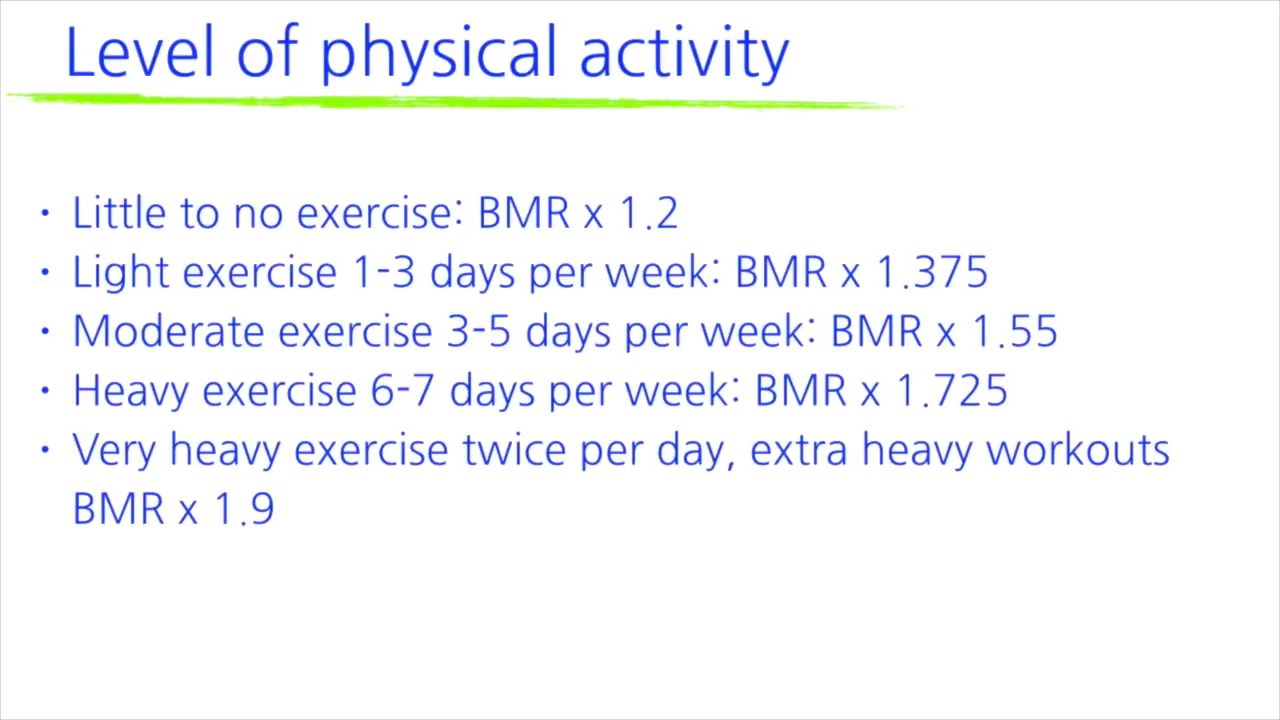 Level of physical activity
• Little to no exercise: BMR x 1.2
• Light exercise 1-3 days per week: BMR x 1.375
• Moderate exercise 3-5 days per week: BMR x 1.55
• Heavy exercise 6-7 days per week: BMR x 1.725
• Very heavy exercise twice per day, extra heavy workouts
BMR x 1.9